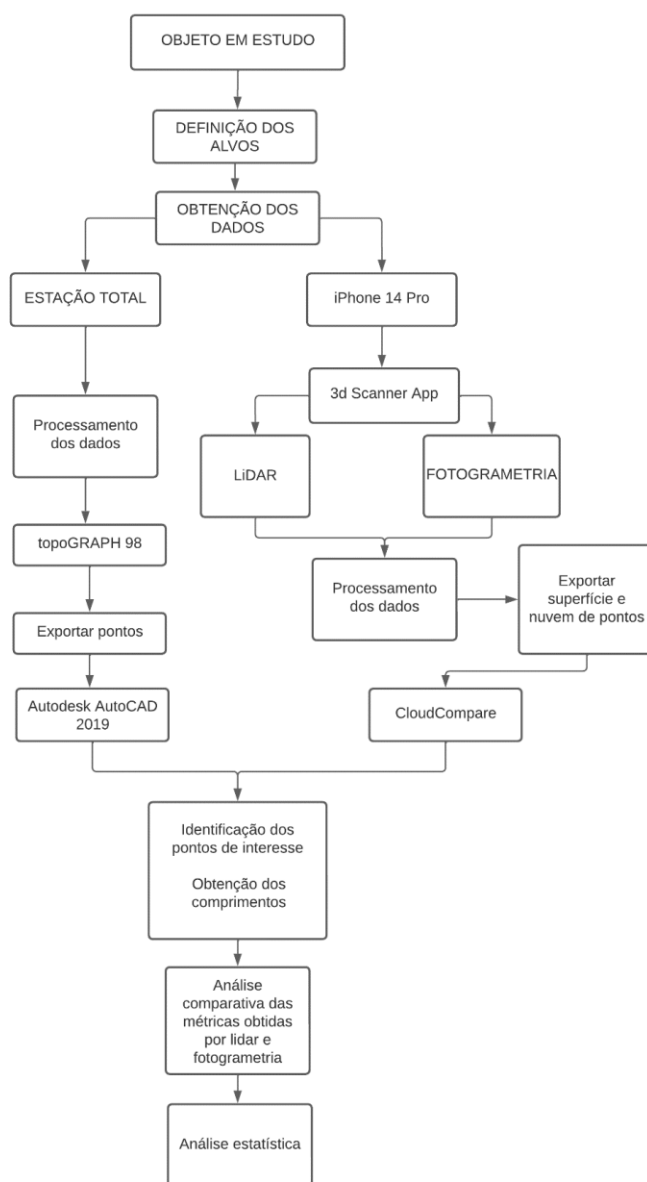 OBJETO EM ESTUDO
DEFINIÇÃO DOS
ALVOS
OBTENÇÃO DOS
DADOS
ESTAÇÃO TOTAL
iPhone 14 Pro
3d Scanner App
Processamento
dos dados
LiDAR
FOTOGRAMETRIA
topoGRAPH 98
Processamento
dos dados
Exportar
superfície e
nuvem de pontos
Exportar pontos
Autodesk AutoCAD
2019
CloudCompare
Identificação dos
pontos de interesse
Obtenção dos
comprimentos
Análise
comparativa das
métricas obtidas
por lidar e
fotogrametria
Análise estatística